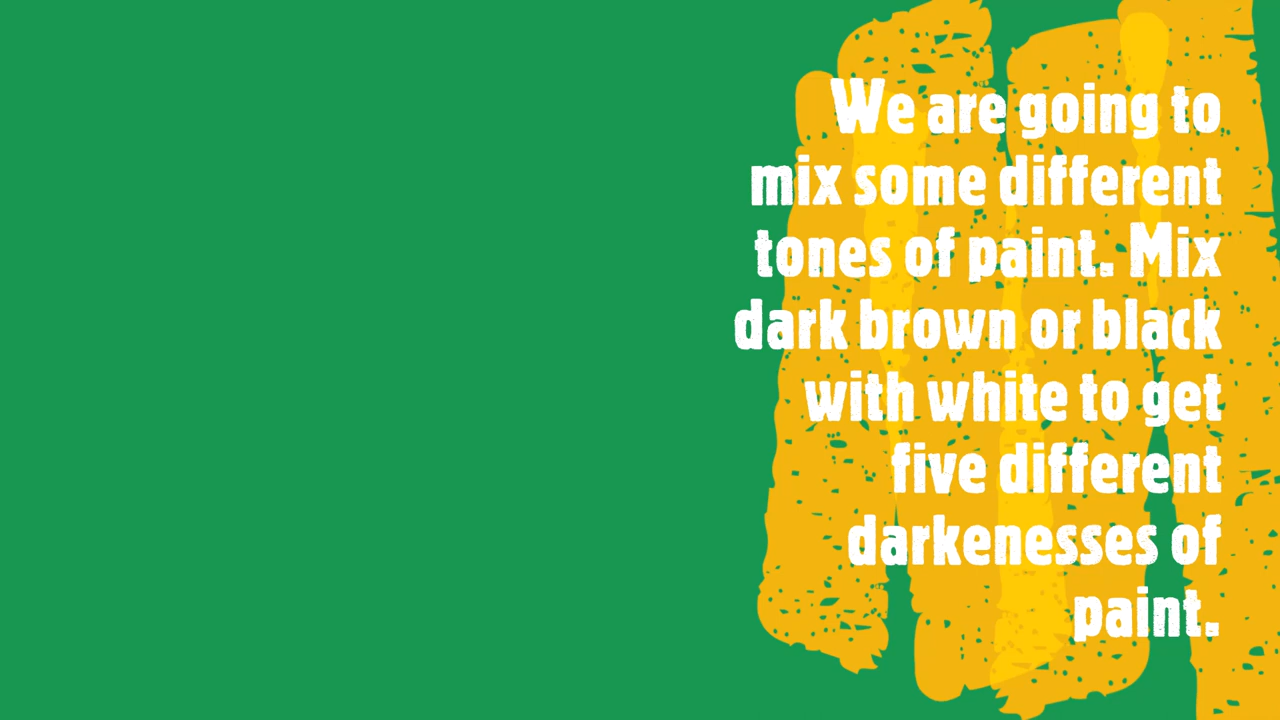 We are going to
mix some different
tones of paint. Mix
dark brown or black
with white to get
five different
darkenesses of
paint.